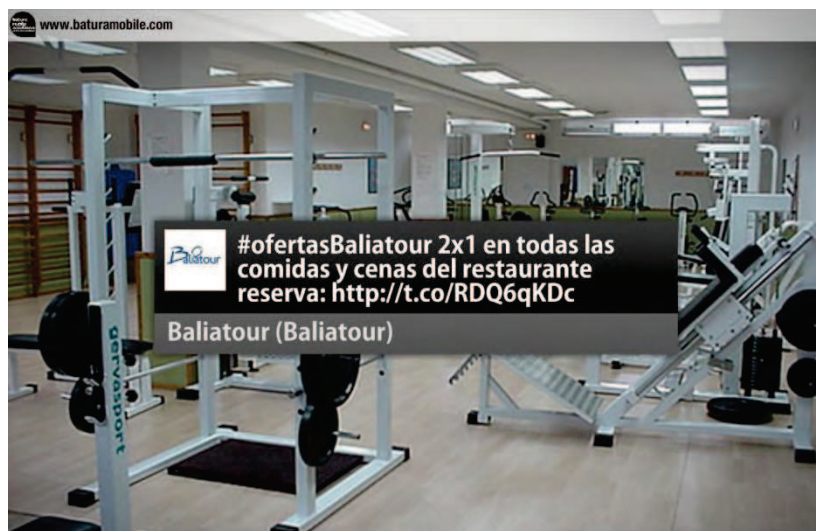 www.baturamobile.com
#ofertasBaliatour 2x1 en todas las
comidas y cenas del restaurante
reserva: http://t.co/RDQ6qKDc
Baliatour
Baliatour (Baliatour)
gervasport